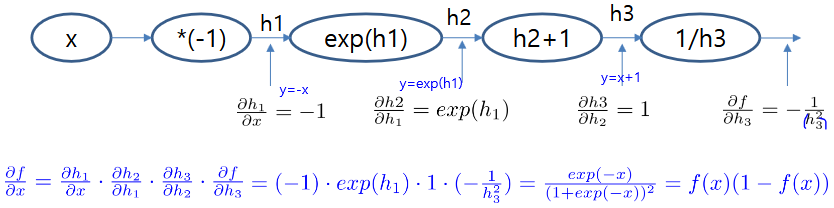 x *(-1) h1 exp(h1) h2 h2+1 h3 1/h3
y=-x y=exp(h1) y=x+1
∂h₁/∂x = −1 ∂h2/∂h₁ = exp(h₁) ∂h3/∂h₂ = 1 ∂f/∂h₃ = −1/h₃²
∂f/∂x = ∂h₁/∂x · ∂h₂/∂h₁ · ∂h₃/∂h₂ · ∂f/∂h₃ = (−1) · exp(h₁) · 1 · (−1/h₃²) = exp(−x)/(1+exp(−x))² = f(x)(1 − f(x))